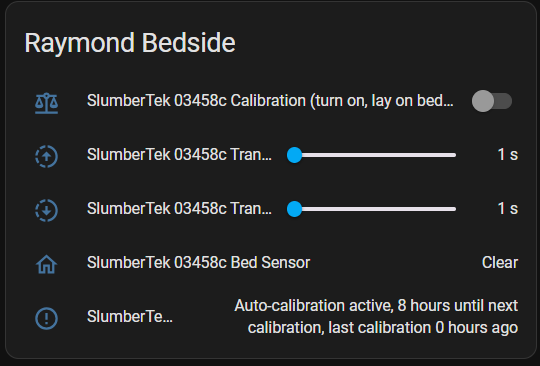 Raymond Bedside
SlumberTek 03458c Calibration (turn on, lay on bed...
SlumberTek 03458c Tran... 1 s
SlumberTek 03458c Tran... 1 s
SlumberTek 03458c Bed Sensor Clear
SlumberTe... Auto-calibration active, 8 hours until next
calibration, last calibration 0 hours ago